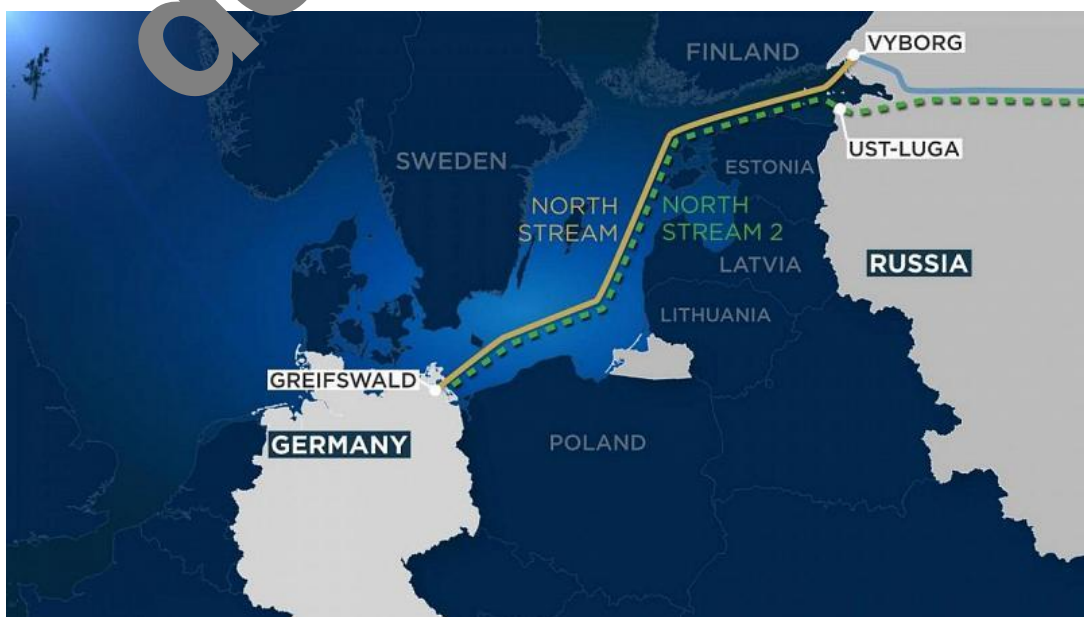 FINLAND
VYBORG
UST-LUGA
SWEDEN
ESTONIA
NORTH
STREAM
NORTH
STREAM 2
LATVIA
RUSSIA
LITHUANIA
GREIFSWALD
GERMANY
POLAND